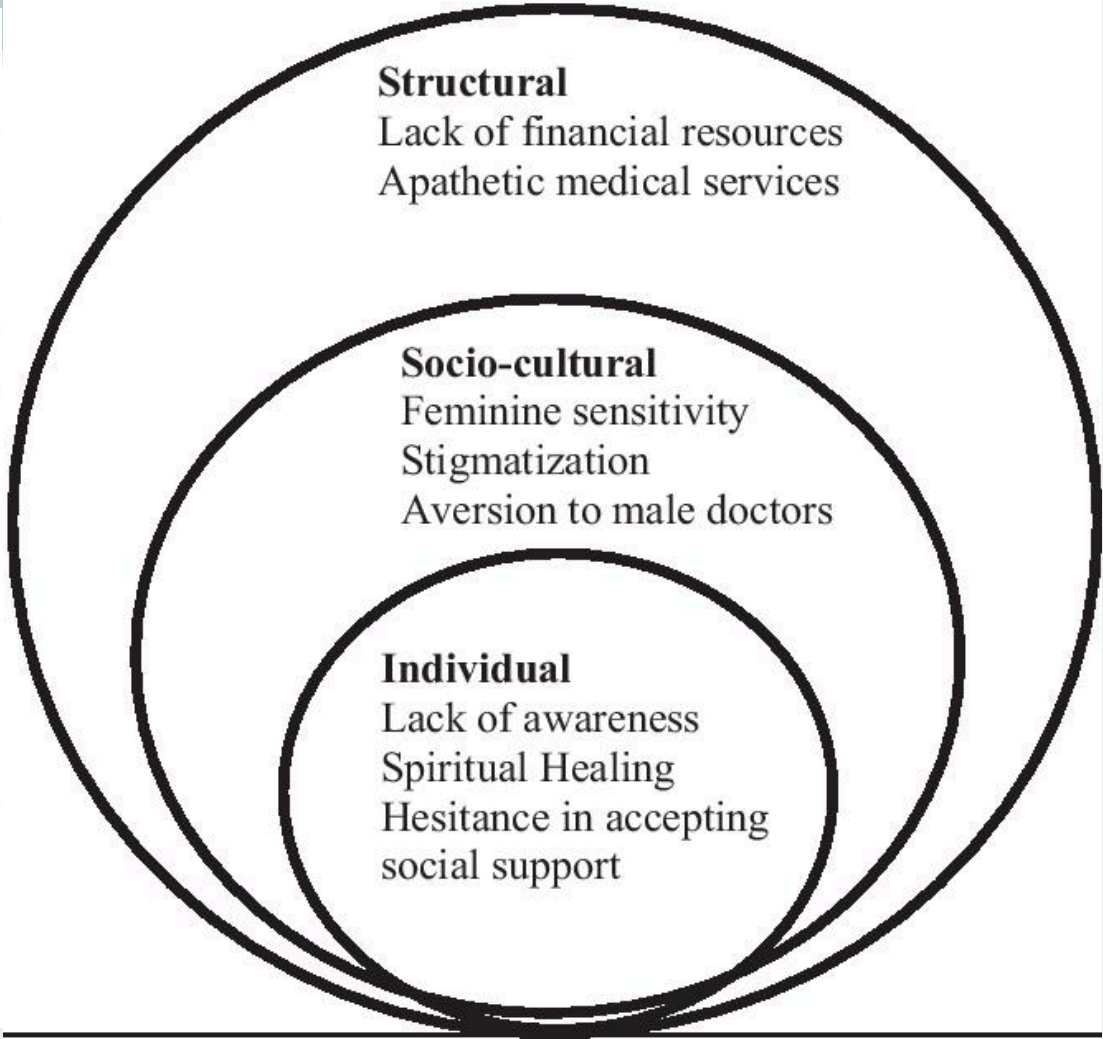 Structural
Lack of financial resources
Apathetic medical services
Socio-cultural
Feminine sensitivity
Stigmatization
Aversion to male doctors
Individual
Lack of awareness
Spiritual Healing
Hesitance in accepting
social support